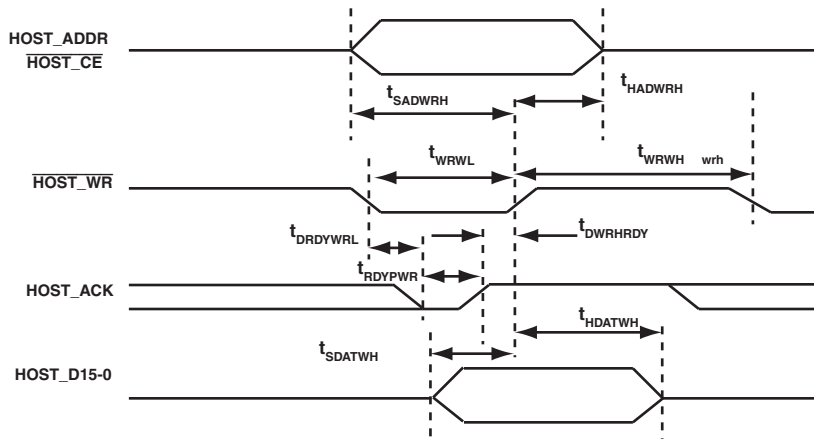 HOST_ADDR
HOST_CE
tSADWRH
tHADWRH
tWRWL
tWRWH wrh
HOST_WR
tDRDYWRL
tDWRHRDY
tRDYPWR
HOST_ACK
tHDATWH
tSDATWH
HOST_D15-0